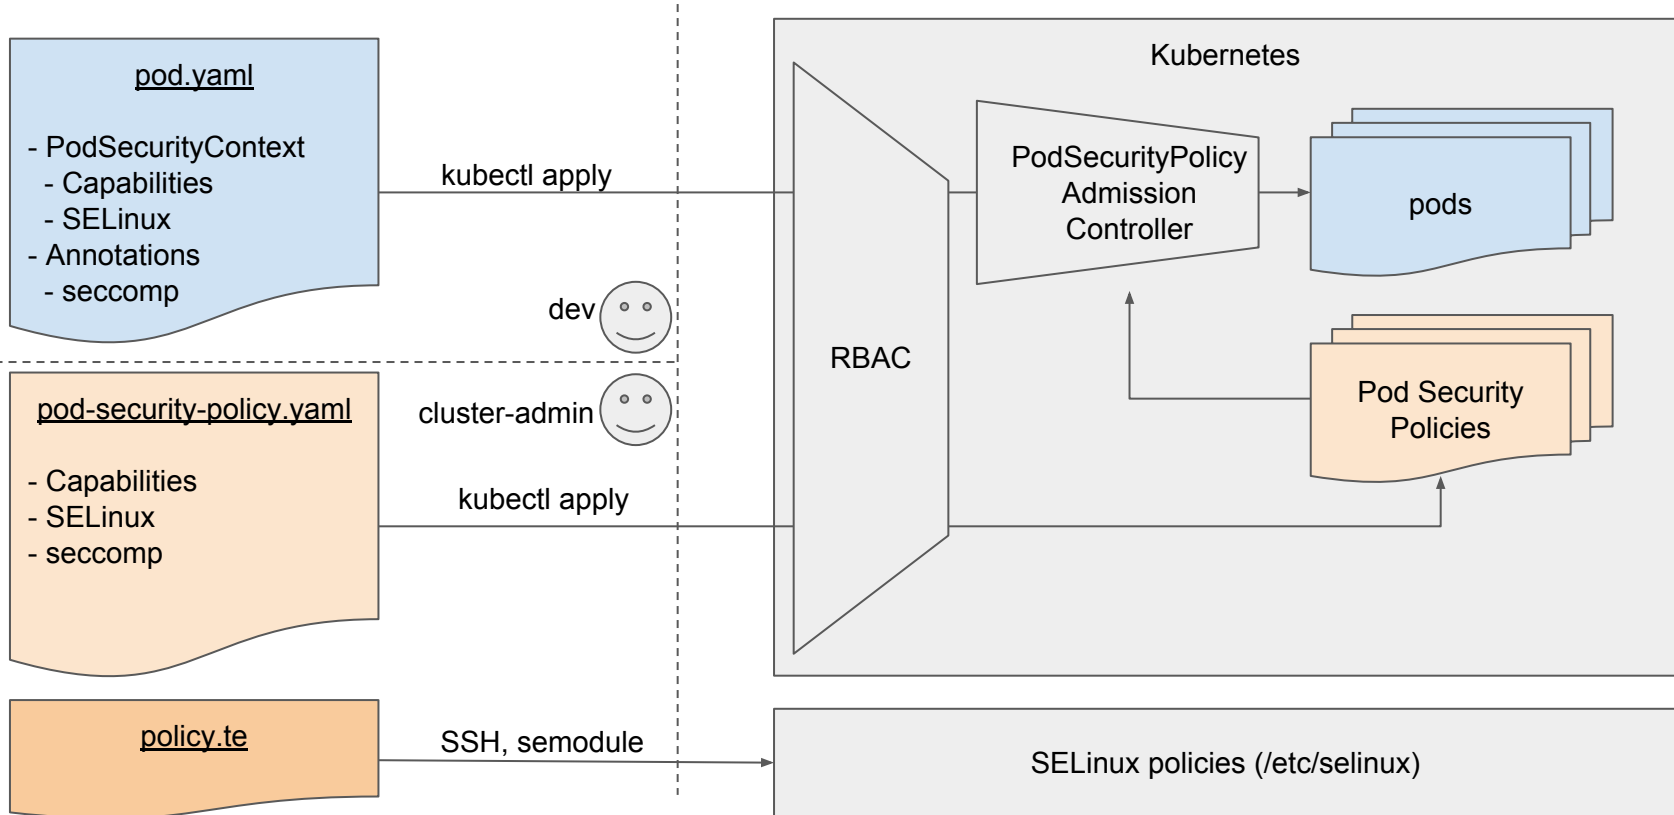 pod.yaml
- PodSecurityContext
- Capabilities
- SELinux
- Annotations
- seccomp
kubectl apply
dev
cluster-admin
pod-security-policy.yaml
- Capabilities
- SELinux
- seccomp
kubectl apply
policy.te
SSH, semodule
Kubernetes
RBAC
PodSecurityPolicy
Admission
Controller
pods
Pod Security
Policies
SELinux policies (/etc/selinux)